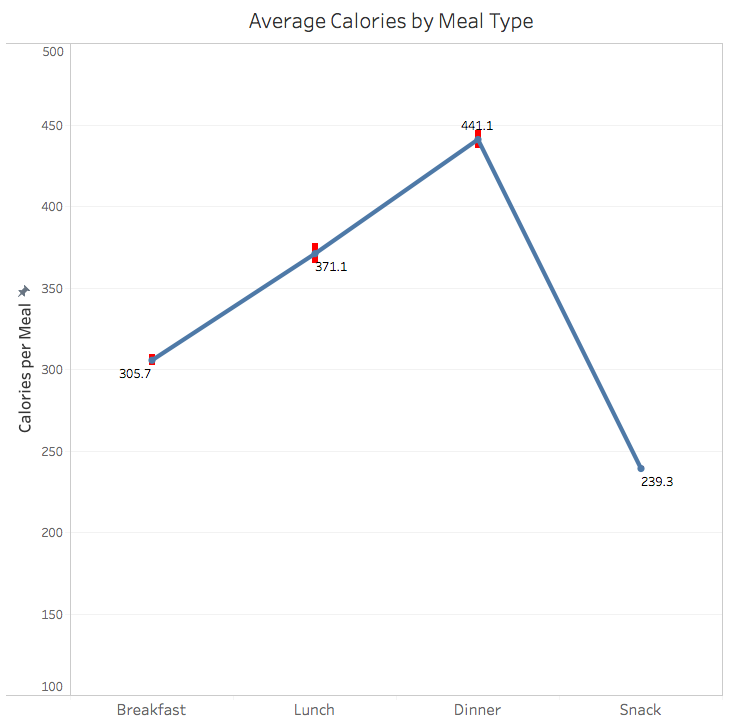 Average Calories by Meal Type
500
450
400
350
300
250
200
150
100
Calories per Meal
305.7
371.1
441.1
239.3
Breakfast
Lunch
Dinner
Snack